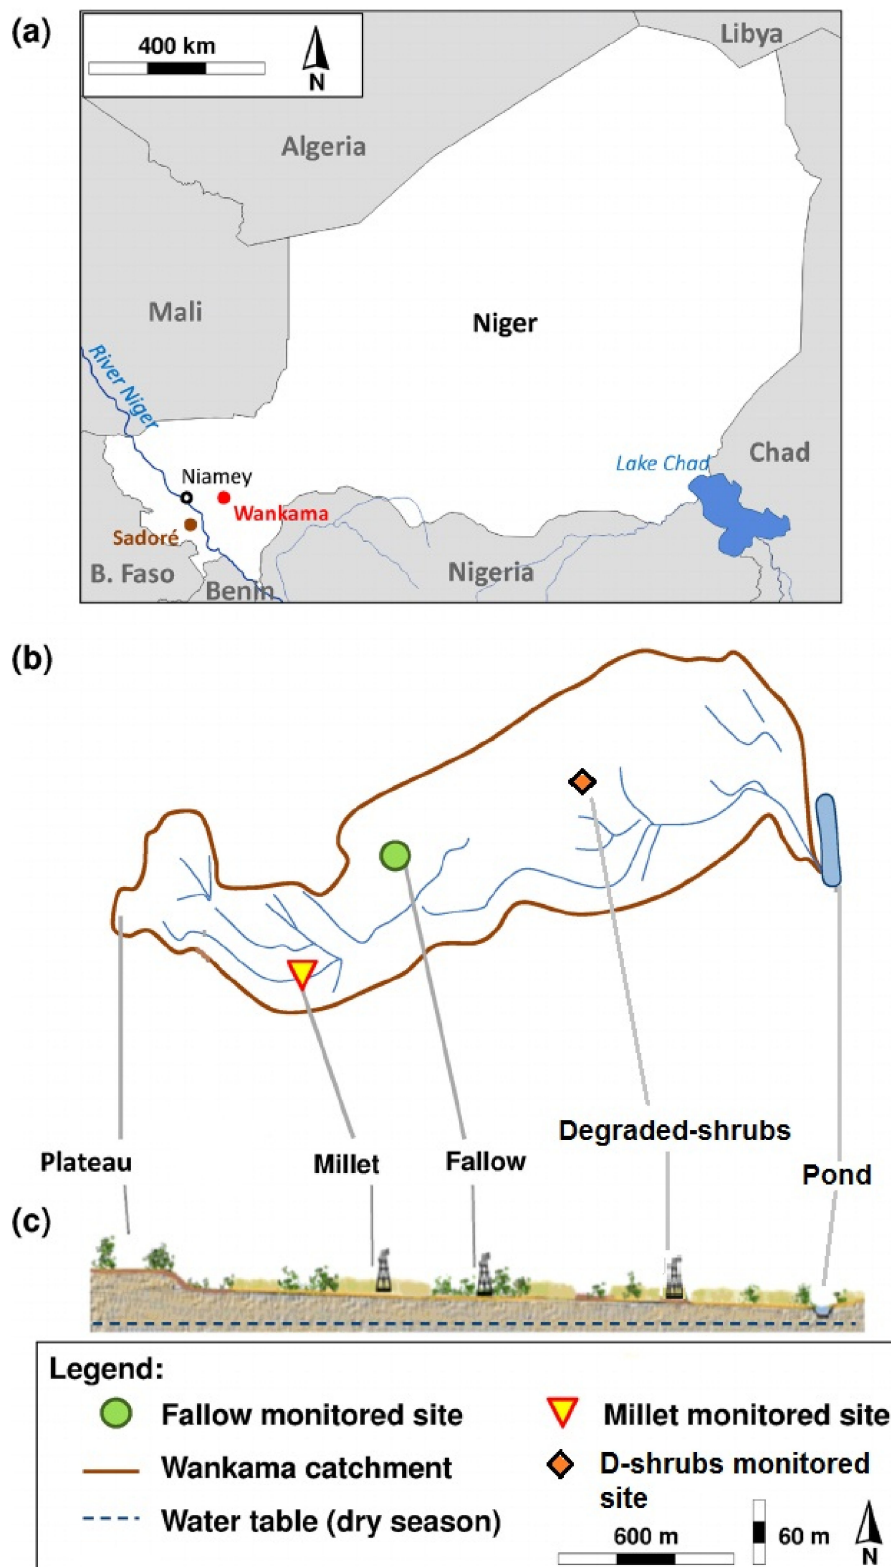 (a)
400 km
N
Libya
Algeria
Mali
Niger
River Niger
Niamey
Wankama
Sadoré
Lake Chad
Chad
B. Faso
Benin
Nigeria
(b)
Degraded-shrubs
Plateau
Millet
Fallow
Pond
(c)
Legend:
Fallow monitored site
Millet monitored site
Wankama catchment
D-shrubs monitored
site
Water table (dry season)
600 m
60 m
N